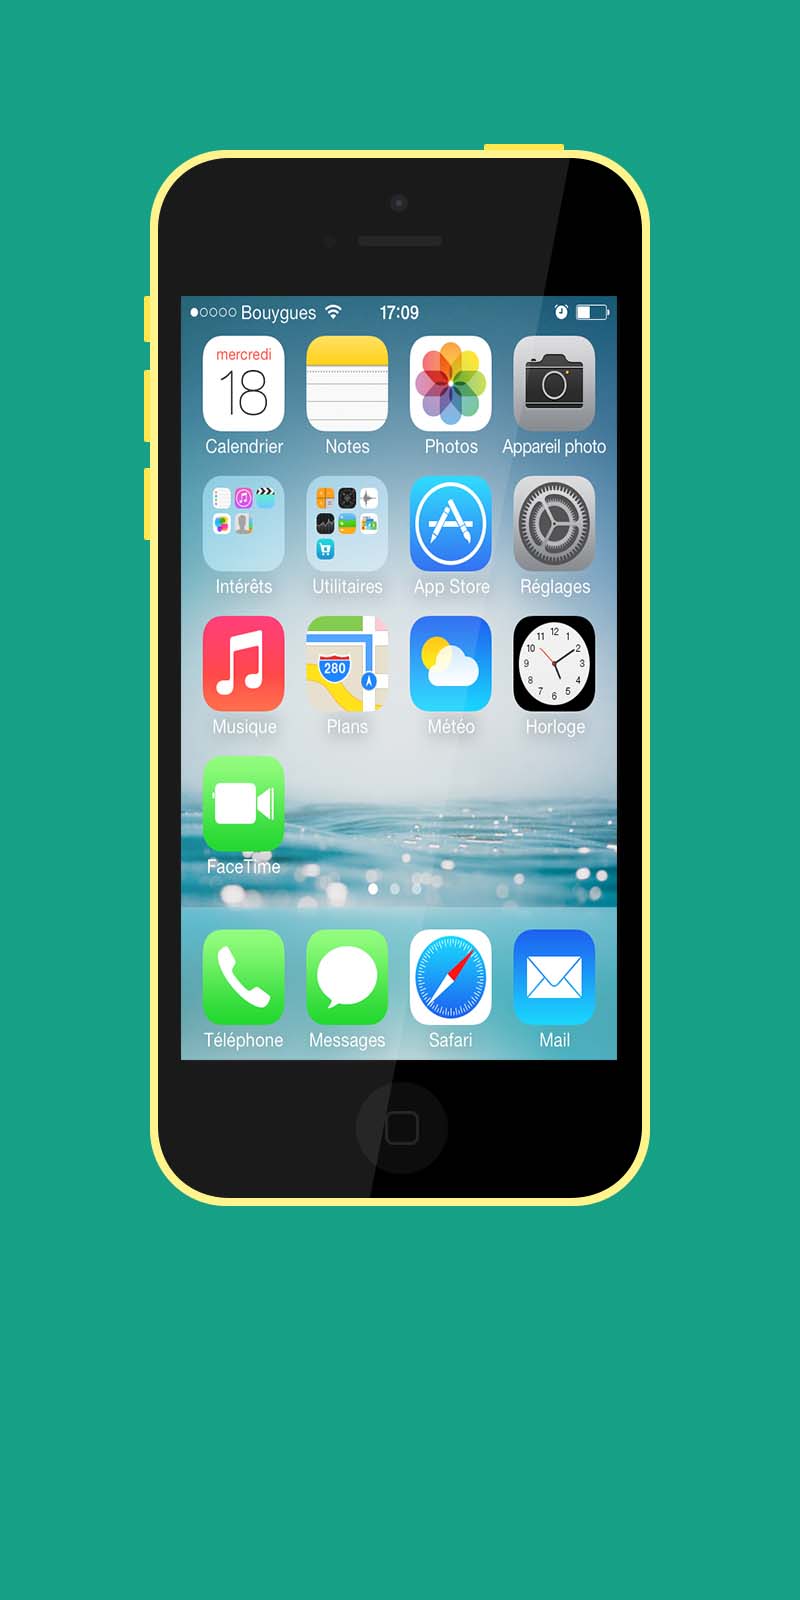 Bouygues 17:09
mercredi
18
Calendrier Notes Photos Appareil photo
Intérêts Utilitaires App Store Réglages
280
12
11 1
10 2
9 3
8 4
7 5
6
Musique Plans Météo Horloge
FaceTime
Téléphone Messages Safari Mail